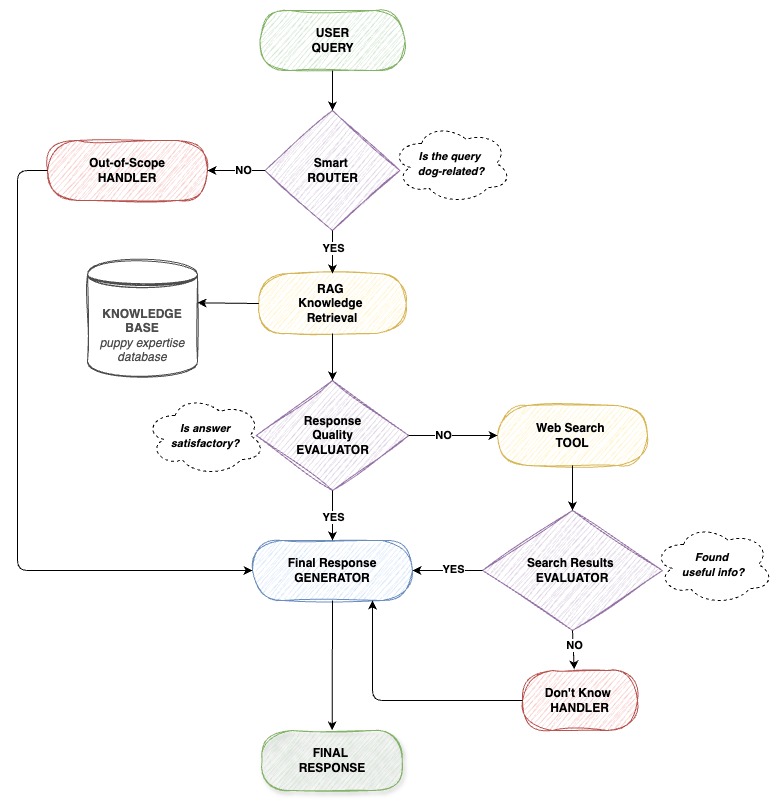 USER
QUERY
Smart
ROUTER
Is the query
dog-related?
NO
Out-of-Scope
HANDLER
YES
RAG
Knowledge
Retrieval
KNOWLEDGE
BASE
puppy expertise
database
Response
Quality
EVALUATOR
Is answer
satisfactory?
NO
Web Search
TOOL
YES
Final Response
GENERATOR
YES
Search Results
EVALUATOR
Found
useful info?
NO
Don't Know
HANDLER
FINAL
RESPONSE